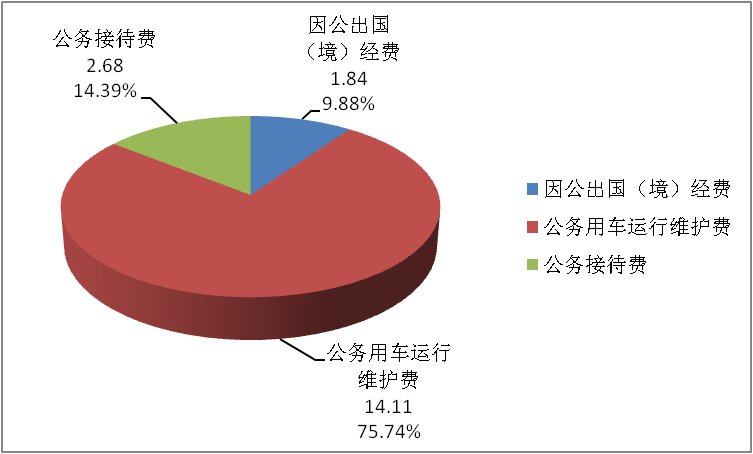 公务接待费
2.68
14.39%
因公出国
（境）经费
1.84
9.88%
因公出国（境）经费
公务用车运行维护费
公务接待费
公务用车运行
维护费
14.11
75.74%